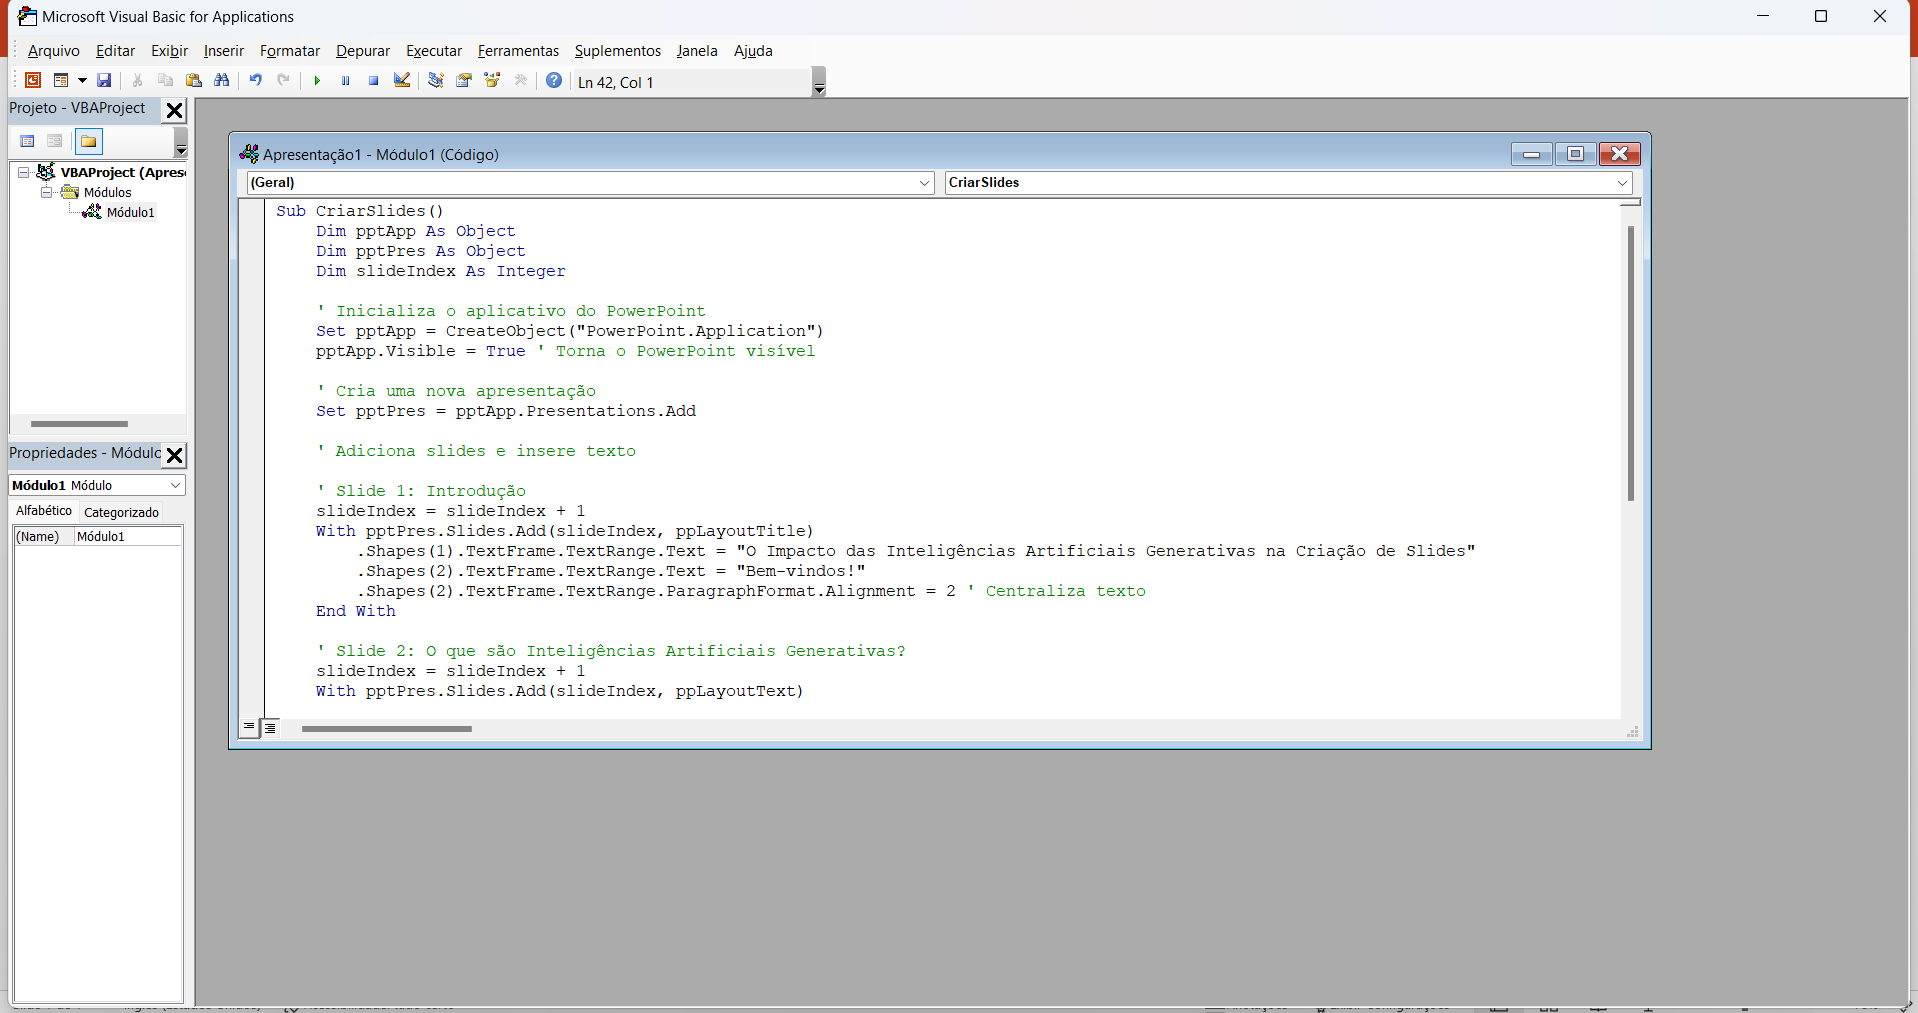 Microsoft Visual Basic for Applications
Arquivo Editar Exibir Inserir Formatar Depurar Executar Ferramentas Suplementos Janela Ajuda
Ln 42, Col 1
Projeto - VBAProject
VBAProject (Apres
Módulos
Módulo1
Propriedades - Módulo
Módulo1 Módulo
Alfabético Categorizado
(Name) Módulo1
Apresentação1 - Módulo1 (Código)
(Geral) CriarSlides
Sub CriarSlides()
Dim pptApp As Object
Dim pptPres As Object
Dim slideIndex As Integer
' Inicializa o aplicativo do PowerPoint
Set pptApp = CreateObject("PowerPoint.Application")
pptApp.Visible = True ' Torna o PowerPoint visível
' Cria uma nova apresentação
Set pptPres = pptApp.Presentations.Add
' Adiciona slides e insere texto
' Slide 1: Introdução
slideIndex = slideIndex + 1
With pptPres.Slides.Add(slideIndex, ppLayoutTitle)
.Shapes(1).TextFrame.TextRange.Text = "O Impacto das Inteligências Artificiais Generativas na Criação de Slides"
.Shapes(2).TextFrame.TextRange.Text = "Bem-vindos!"
.Shapes(2).TextFrame.TextRange.ParagraphFormat.Alignment = 2 ' Centraliza texto
End With
' Slide 2: O que são Inteligências Artificiais Generativas?
slideIndex = slideIndex + 1
With pptPres.Slides.Add(slideIndex, ppLayoutText)